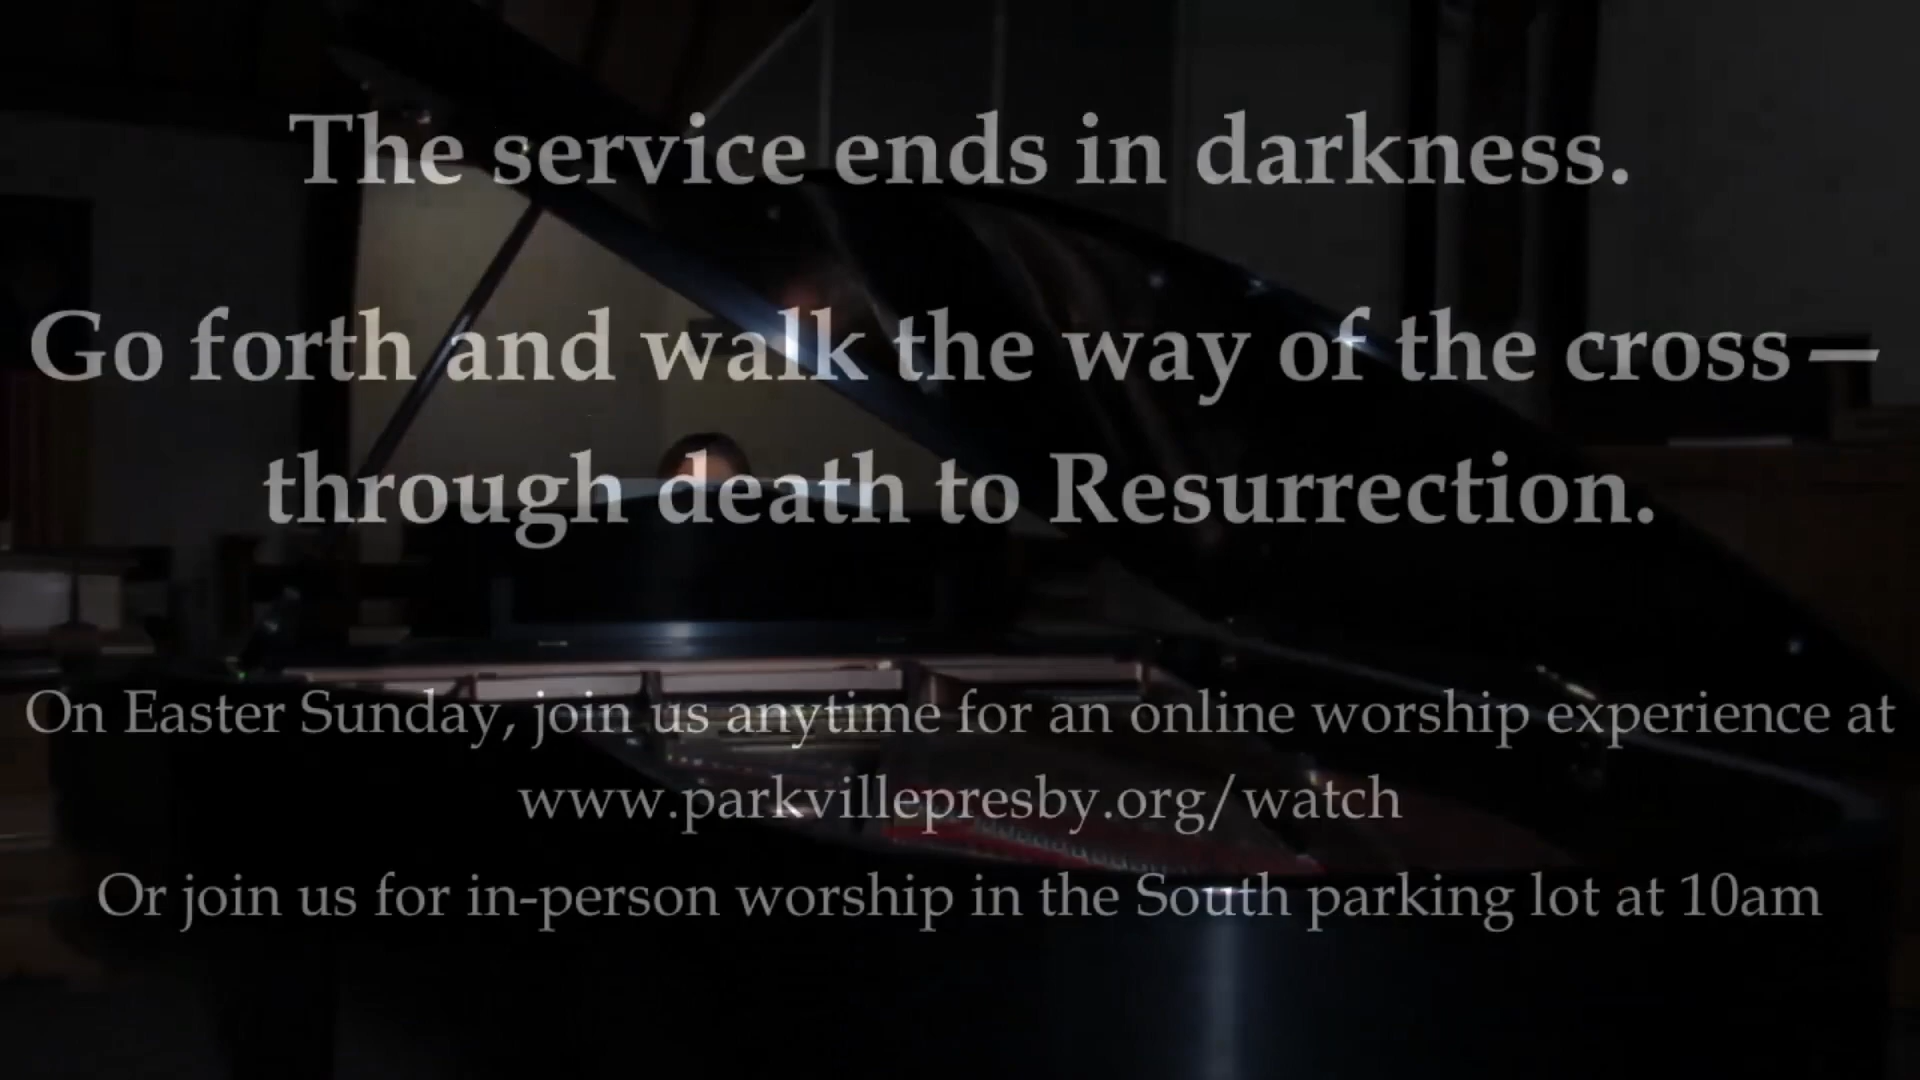 The service ends in darkness.
Go forth and walk the way of the cross—
through death to Resurrection.
On Easter Sunday, join us anytime for an online worship experience at
www.parkvillepresby.org/watch
Or join us for in-person worship in the South parking lot at 10am